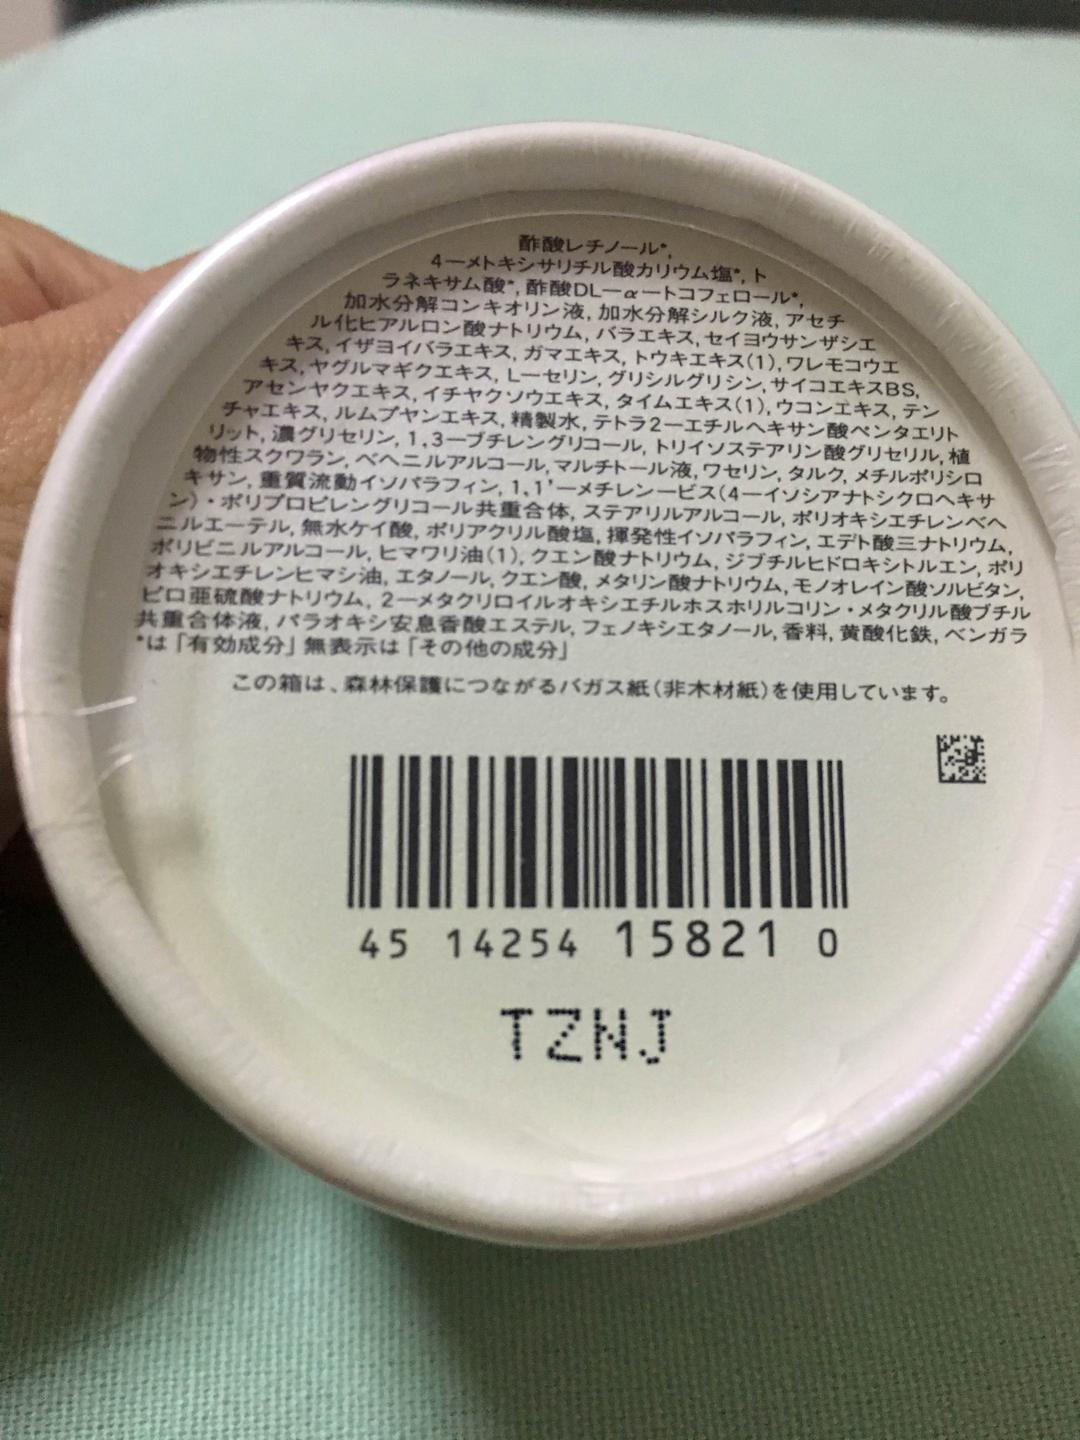 酢酸レチノール*,
4ーメトキシサリチル酸カリウム塩*, ト
ラネキサム酸*, 酢酸DLーαートコフェロール*,
加水分解コンキオリン液, 加水分解シルク液, アセチ
ル化ヒアルロン酸ナトリウム, バラエキス, セイヨウサンザシエ
キス, イザヨイバラエキス, ガマエキス, トウキエキス(1), ワレモコウエ
キス, ヤグルマギクエキス, Lーセリン, グリシルグリシン, サイコエキスBS,
アセンヤクエキス, イチヤクソウエキス, タイムエキス(1), ウコンエキス, テン
チャエキス, ルムプヤンエキス, 精製水, テトラ2ーエチルヘキサン酸ペンタエリト
リット, 濃グリセリン, 1,3ーブチレングリコール, トリイソステアリン酸グリセリル, 植
物性スクワラン, ベヘニルアルコール, マルチトール液, ワセリン, タルク, メチルポリシロ
キサン, 重質流動イソパラフィン, 1,1'ーメチレンービス(4ーイソシアナトシクロヘキサ
ン)・ポリプロピレングリコール共重合体, ステアリルアルコール, ポリオキシエチレンベヘ
ニルエーテル, 無水ケイ酸, ポリアクリル酸塩, 揮発性イソパラフィン, エデト酸三ナトリウム,
ポリビニルアルコール, ヒマワリ油(1), クエン酸ナトリウム, ジブチルヒドロキシトルエン, ポリ
オキシエチレンヒマシ油, エタノール, クエン酸, メタリン酸ナトリウム, モノオレイン酸ソルビタン,
ピロ亜硫酸ナトリウム, 2ーメタクリロイルオキシエチルホスホリルコリン・メタクリル酸ブチル
共重合体液, パラオキシ安息香酸エステル, フェノキシエタノール, 香料, 黄酸化鉄, ベンガラ
*は「有効成分」無表示は「その他の成分」
この箱は、森林保護につながるバガス紙(非木材紙)を使用しています。
45 14254 15821 0
TZNJ